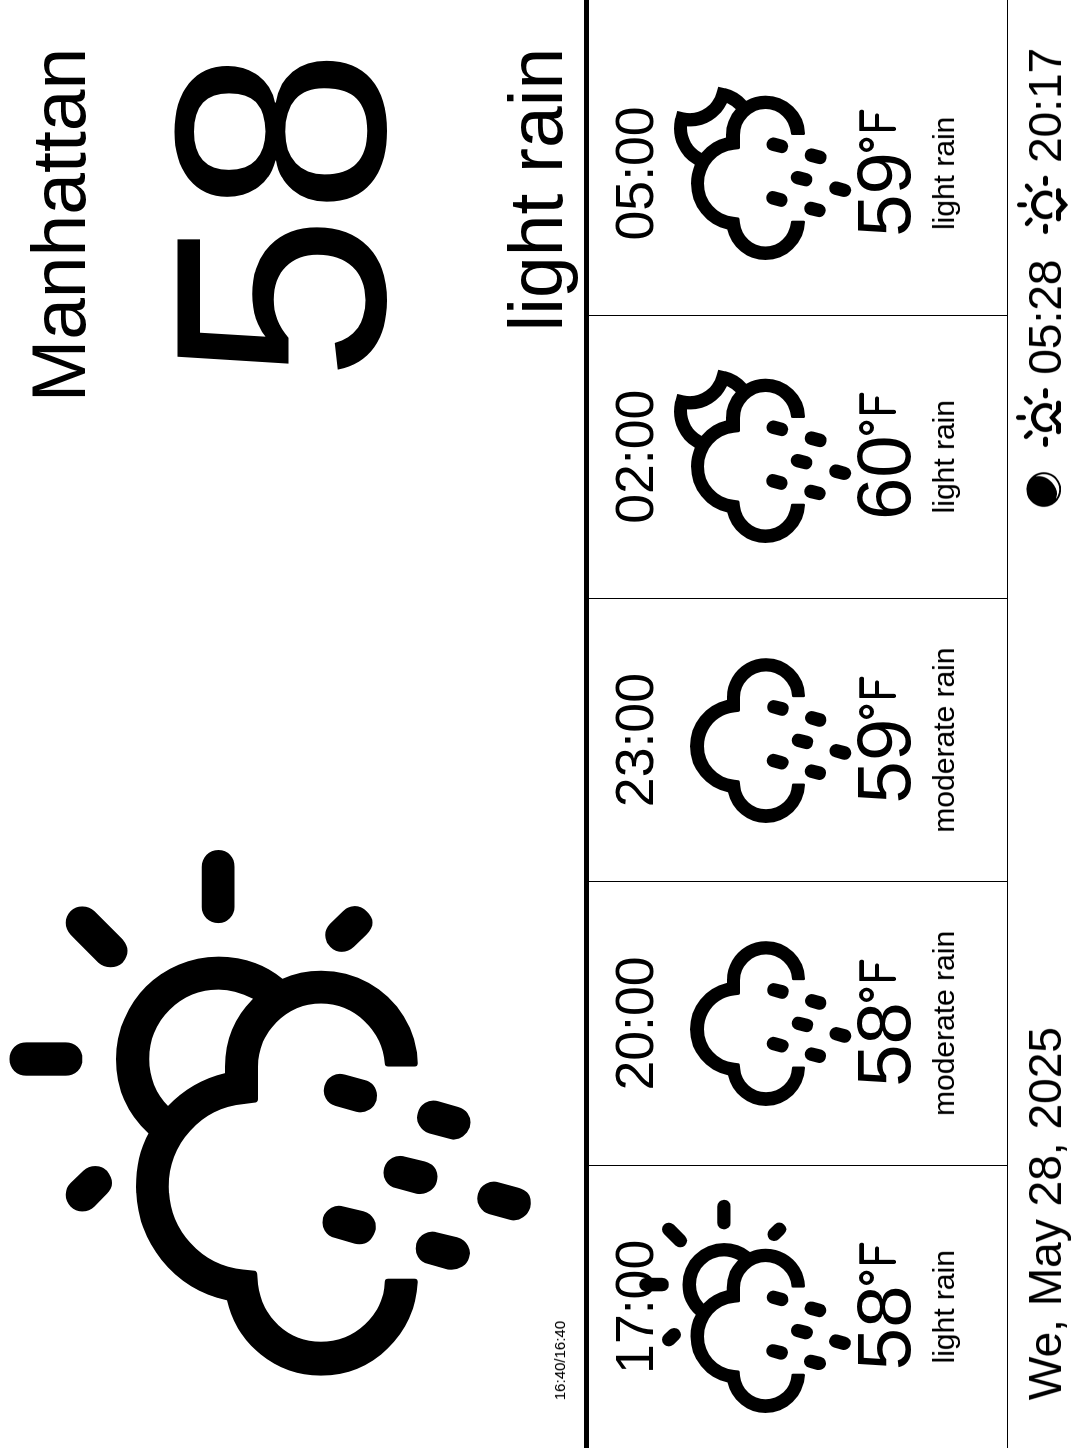 Manhattan
58
light rain
16:40/16:40
17:00
58°F
light rain
20:00
58°F
moderate rain
23:00
59°F
moderate rain
02:00
60°F
light rain
05:00
59°F
light rain
We, May 28, 2025
05:28
20:17